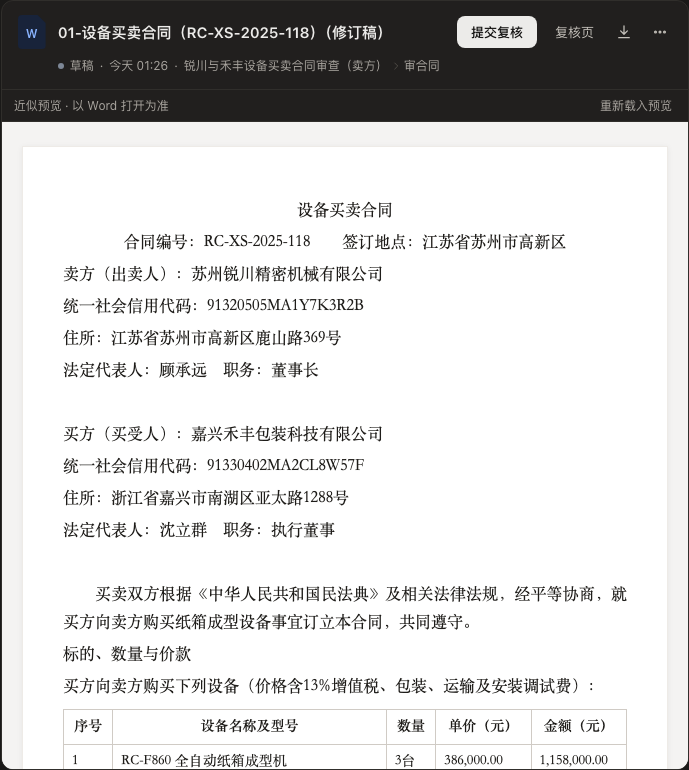 W
01-设备买卖合同（RC-XS-2025-118）（修订稿）
提交复核
复核页
草稿 · 今天 01:26 · 锐川与禾丰设备买卖合同审查（卖方） > 审合同
近似预览 · 以 Word 打开为准
重新载入预览
设备买卖合同
合同编号：RC-XS-2025-118 签订地点：江苏省苏州市高新区
卖方（出卖人）：苏州锐川精密机械有限公司
统一社会信用代码：91320505MA1Y7K3R2B
住所：江苏省苏州市高新区鹿山路369号
法定代表人：顾承远 职务：董事长
买方（买受人）：嘉兴禾丰包装科技有限公司
统一社会信用代码：91330402MA2CL8W57F
住所：浙江省嘉兴市南湖区亚太路1288号
法定代表人：沈立群 职务：执行董事
买卖双方根据《中华人民共和国民法典》及相关法律法规，经平等协商，就
买方向卖方购买纸箱成型设备事宜订立本合同，共同遵守。
标的、数量与价款
买方向卖方购买下列设备（价格含13%增值税、包装、运输及安装调试费）：
序号 设备名称及型号 数量 单价（元） 金额（元）
1 RC-F860 全自动纸箱成型机 3台 386,000.00 1,158,000.00